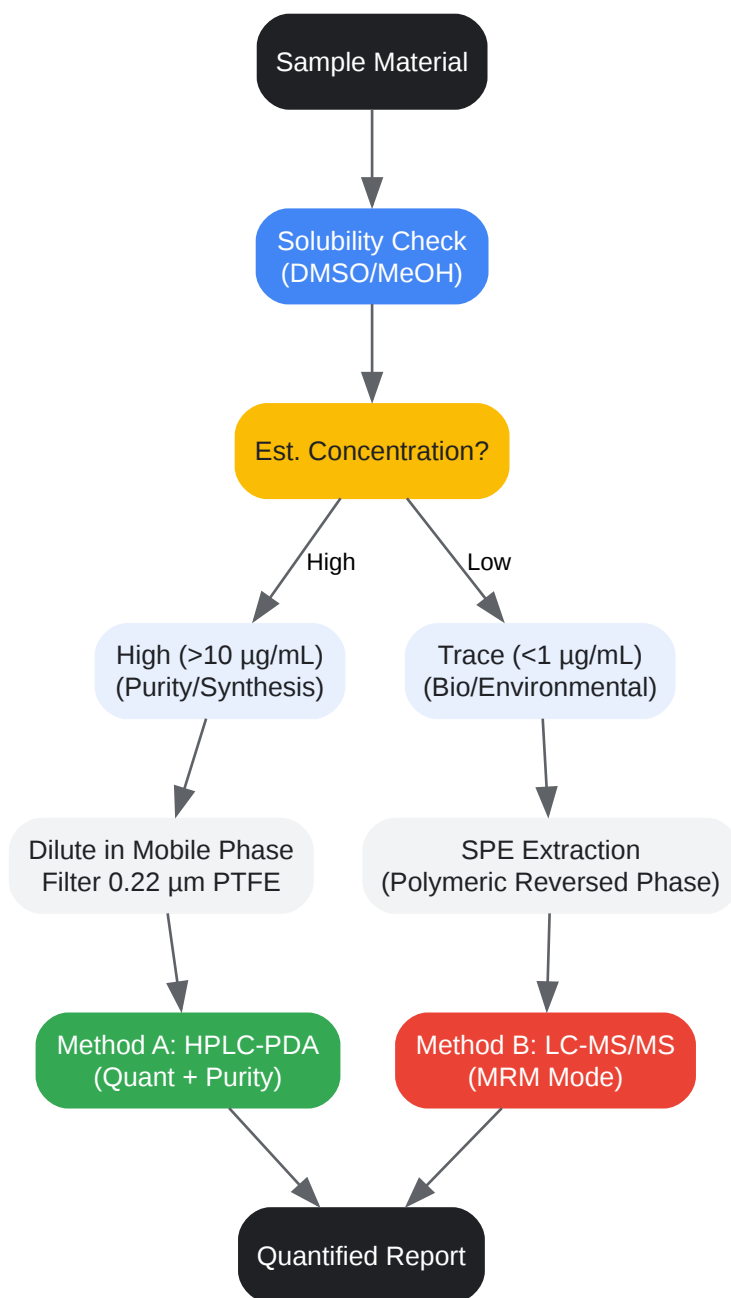 Sample Material
Solubility Check
(DMSO/MeOH)
Est. Concentration?
High
Low
High (>10 µg/mL)
(Purity/Synthesis)
Trace (<1 µg/mL)
(Bio/Environmental)
Dilute in Mobile Phase
Filter 0.22 µm PTFE
SPE Extraction
(Polymeric Reversed Phase)
Method A: HPLC-PDA
(Quant + Purity)
Method B: LC-MS/MS
(MRM Mode)
Quantified Report